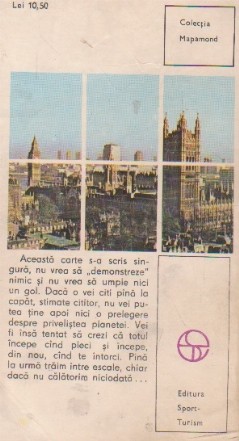 Lei 10,50
Colecția
Mapamond
Această carte s-a scris sin-
gură, nu vrea să „demonstreze”
nimic și nu vrea să umple nici
un gol. Dacă o vei citi pînă la
capăt, stimate cititor, nu vei pu-
tea ține apoi nici o prelegere
despre priveliștea planetei. Vei
fi însă tentat să crezi că totul
începe cînd pleci și începe,
din nou, cînd te întorci. Pînă
la urmă trăim între escale, chiar
dacă nu călătorim niciodată ...
Editura
Sport-
Turism